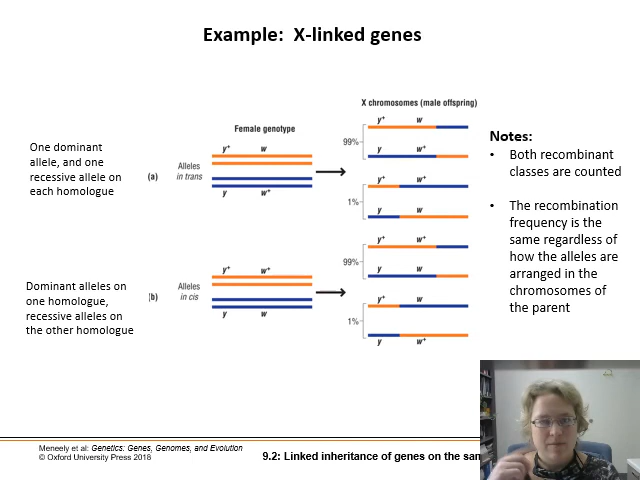 Example:  X-linked genes
X chromosomes (male offspring)
Female genotype
One dominant
allele, and one
recessive allele on
each homologue
(a)
Alleles
in trans
y+ w
y w+
99%
y+ w
y w+
1%
y+ w+
y w
Dominant alleles on
one homologue,
recessive alleles on
the other homologue
(b)
Alleles
in cis
y+ w+
y w
99%
y+ w+
y w
1%
y+ w
y w+
Notes:
• Both recombinant
classes are counted
• The recombination
frequency is the
same regardless of
how the alleles are
arranged in the
chromosomes of
the parent
Meneely et al: Genetics: Genes, Genomes, and Evolution
© Oxford University Press 2018
9.2: Linked inheritance of genes on the